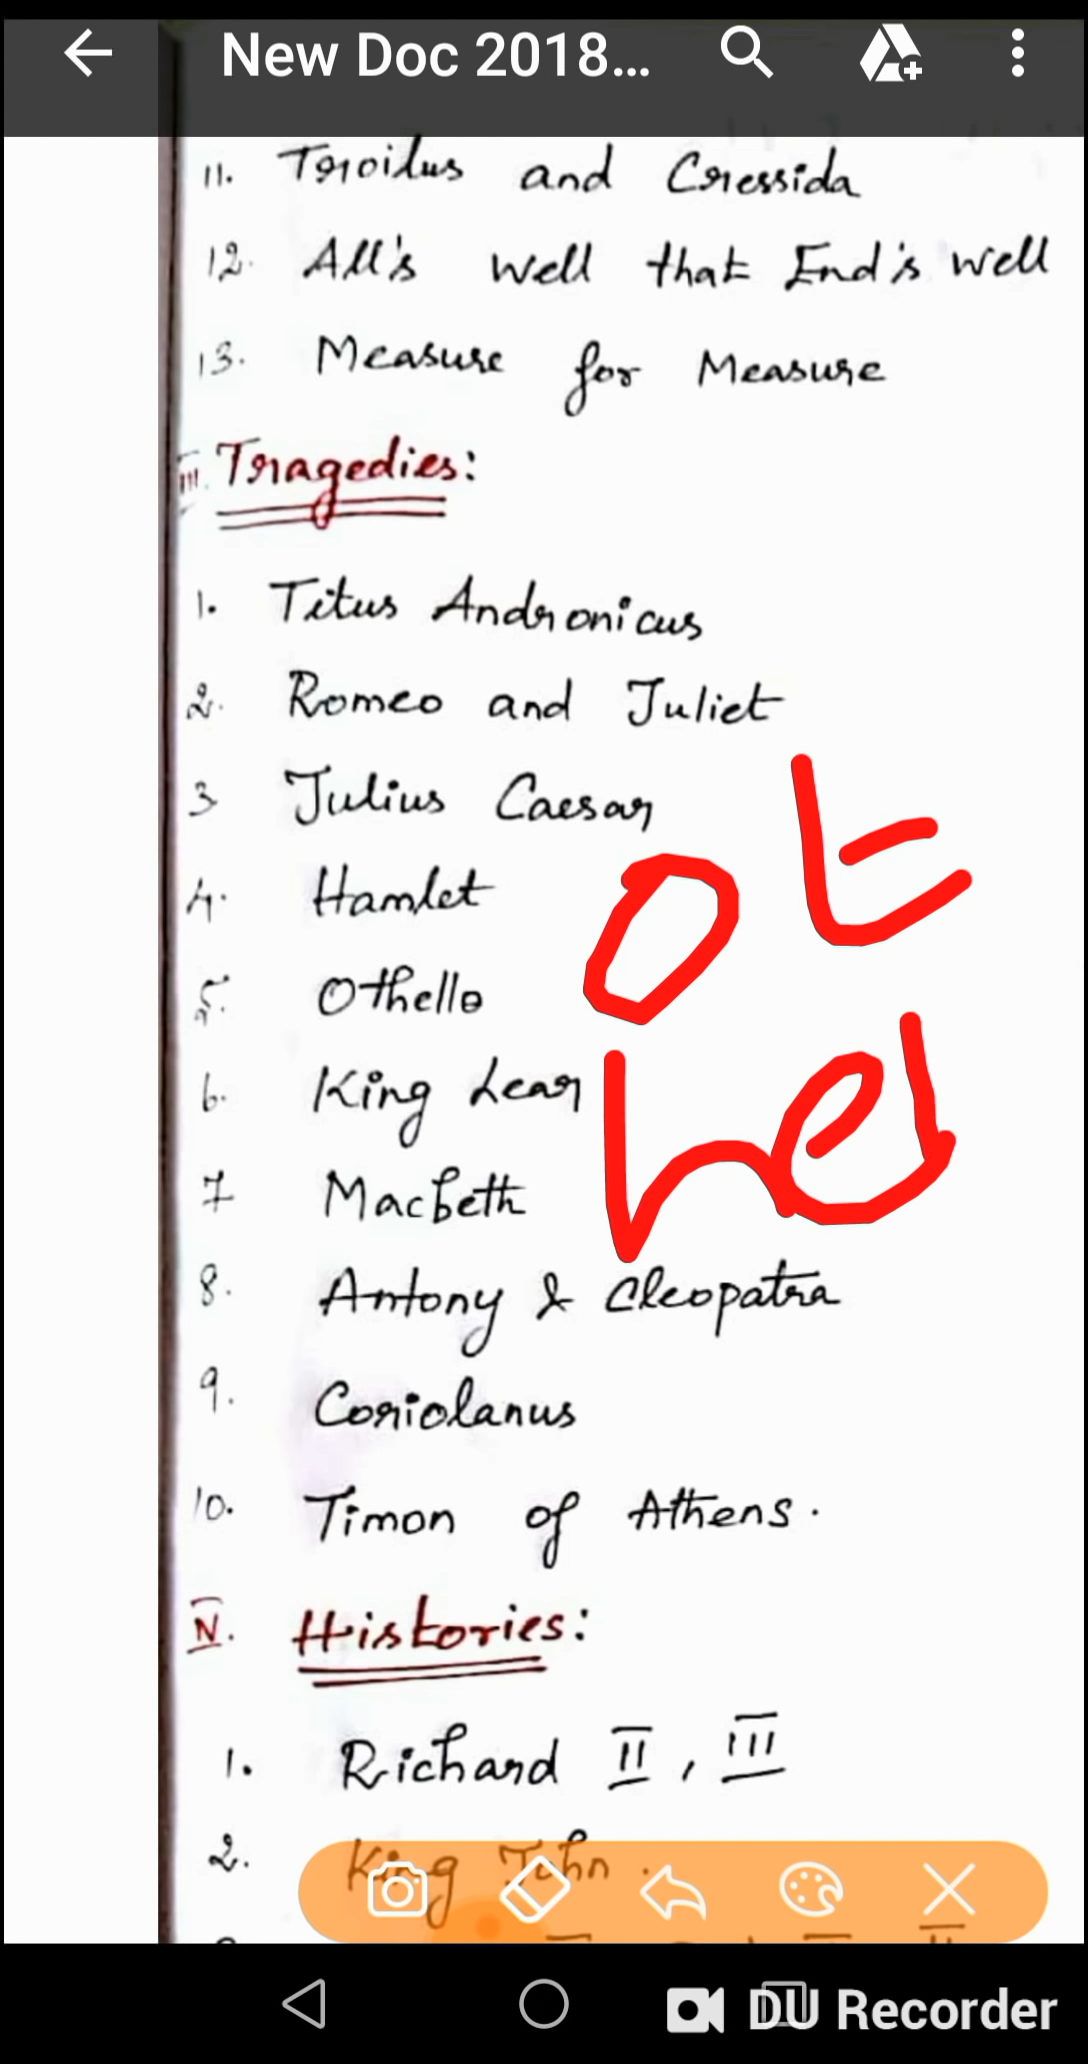 New Doc 2018...
11. Troilus and Cressida
12. All's well that End's well
13. Measure for Measure
III. Tragedies:
1. Titus Andronicus
2. Romeo and Juliet
3 Julius Caesar
4. Hamlet
5. Othello
6. King Lear
7 Macbeth
8. Antony & Cleopatra
9. Coriolanus
10. Timon of Athens.
IV. Histories:
1. Richard II, III
2. King John.
DU Recorder